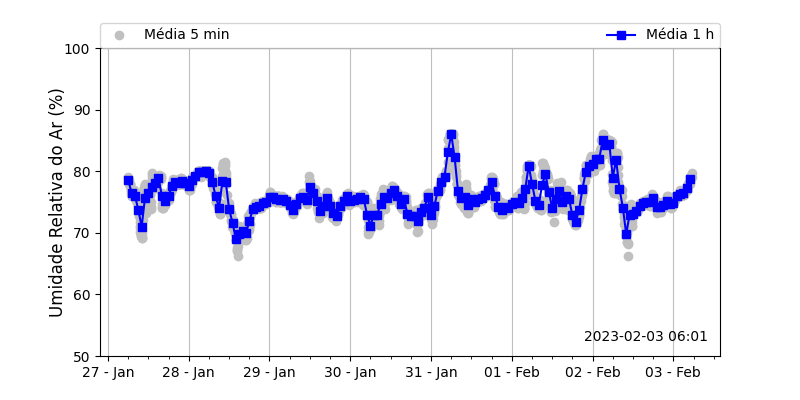 Média 5 min
Média 1 h
Umidade Relativa do Ar (%)
100
90
80
70
60
50
2023-02-03 06:01
27 - Jan
28 - Jan
29 - Jan
30 - Jan
31 - Jan
01 - Feb
02 - Feb
03 - Feb